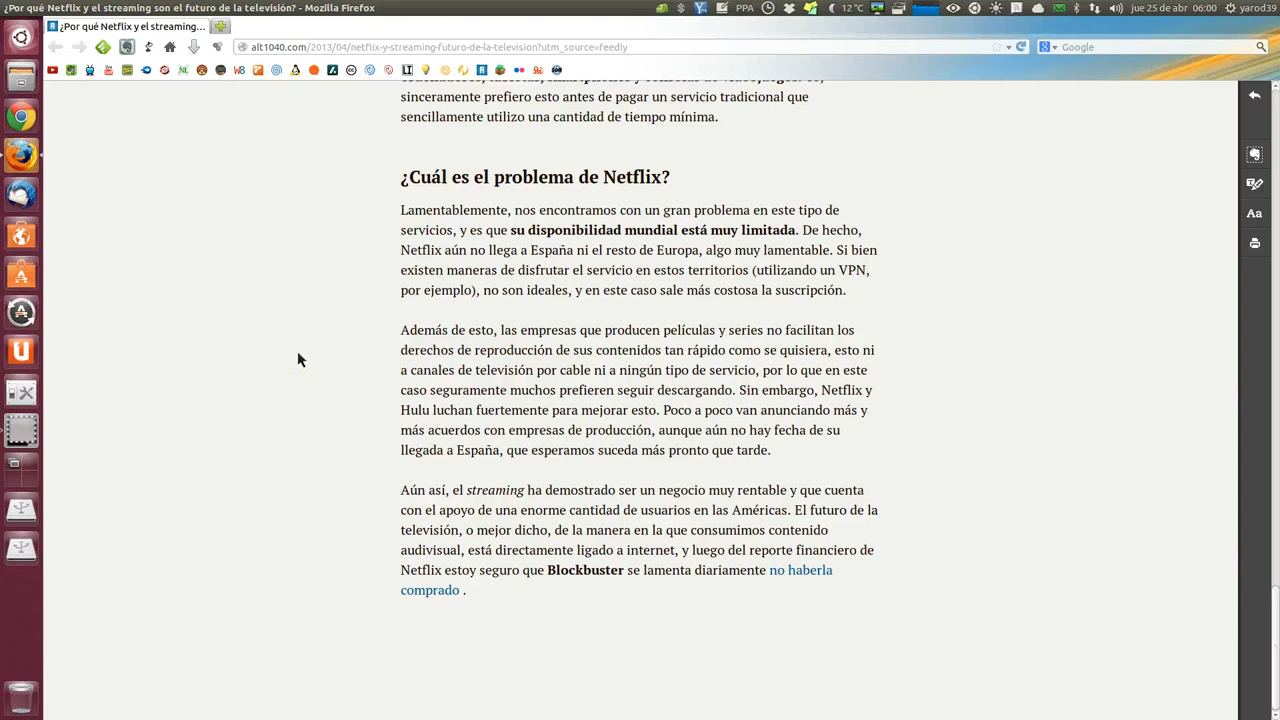 ¿Por qué Netflix y el streaming son el futuro de la televisión? - Mozilla Firefox
PPA
12 °C
jue 25 de abr 06:00
yarod39
¿Por qué Netflix y el streaming...
alt1040.com/2013/04/netflix-y-streaming-futuro-de-la-television?utm_source=feedly
Google
sinceramente prefiero esto antes de pagar un servicio tradicional que
sencillamente utilizo una cantidad de tiempo mínima.
¿Cuál es el problema de Netflix?
Lamentablemente, nos encontramos con un gran problema en este tipo de
servicios, y es que su disponibilidad mundial está muy limitada. De hecho,
Netflix aún no llega a España ni el resto de Europa, algo muy lamentable. Si bien
existen maneras de disfrutar el servicio en estos territorios (utilizando un VPN,
por ejemplo), no son ideales, y en este caso sale más costosa la suscripción.
Además de esto, las empresas que producen películas y series no facilitan los
derechos de reproducción de sus contenidos tan rápido como se quisiera, esto ni
a canales de televisión por cable ni a ningún tipo de servicio, por lo que en este
caso seguramente muchos prefieren seguir descargando. Sin embargo, Netflix y
Hulu luchan fuertemente para mejorar esto. Poco a poco van anunciando más y
más acuerdos con empresas de producción, aunque aún no hay fecha de su
llegada a España, que esperamos suceda más pronto que tarde.
Aún así, el streaming ha demostrado ser un negocio muy rentable y que cuenta
con el apoyo de una enorme cantidad de usuarios en las Américas. El futuro de la
televisión, o mejor dicho, de la manera en la que consumimos contenido
audivisual, está directamente ligado a internet, y luego del reporte financiero de
Netflix estoy seguro que Blockbuster se lamenta diariamente no haberla
comprado .
Aa